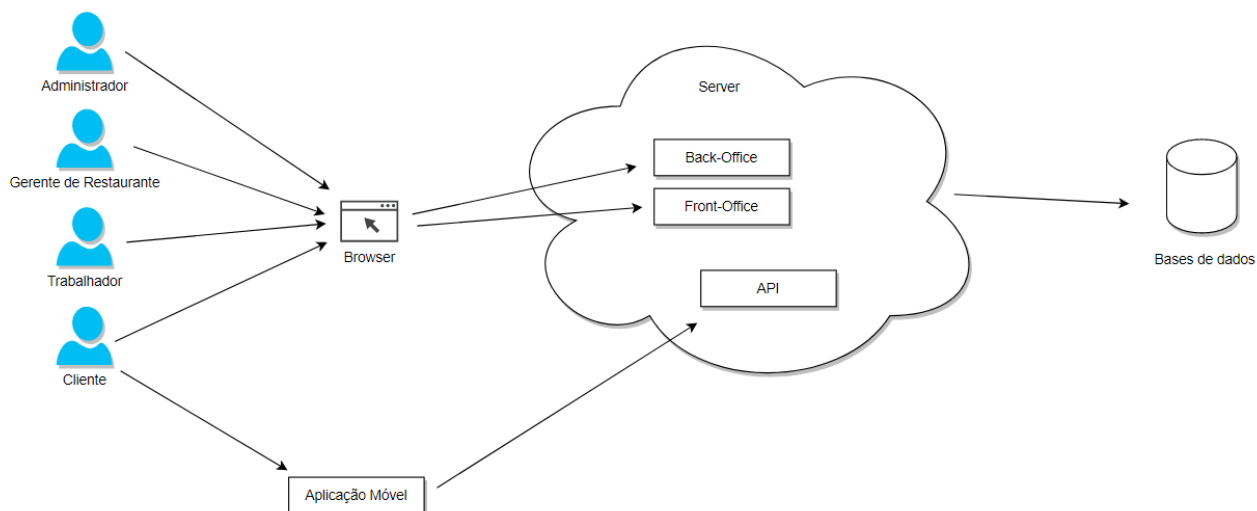 Administrador
Gerente de Restaurante
Trabalhador
Cliente
Browser
Aplicação Móvel
Server
Back-Office
Front-Office
API
Bases de dados